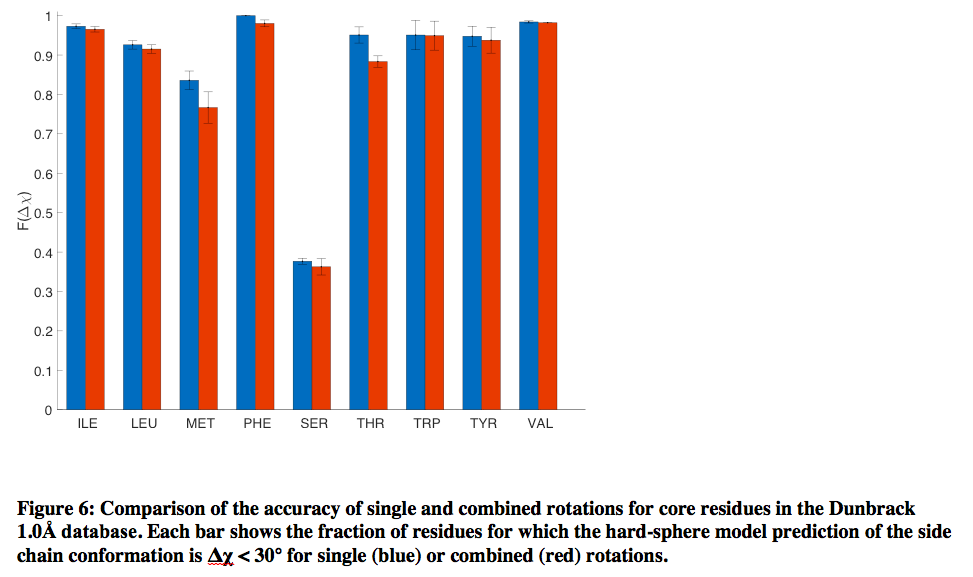 1
0.9
0.8
0.7
0.6
0.5
0.4
0.3
0.2
0.1
0
F(Δχ)
ILE LEU MET PHE SER THR TRP TYR VAL
Figure 6: Comparison of the accuracy of single and combined rotations for core residues in the Dunbrack
1.0Å database. Each bar shows the fraction of residues for which the hard-sphere model prediction of the side
chain conformation is Δχ < 30° for single (blue) or combined (red) rotations.